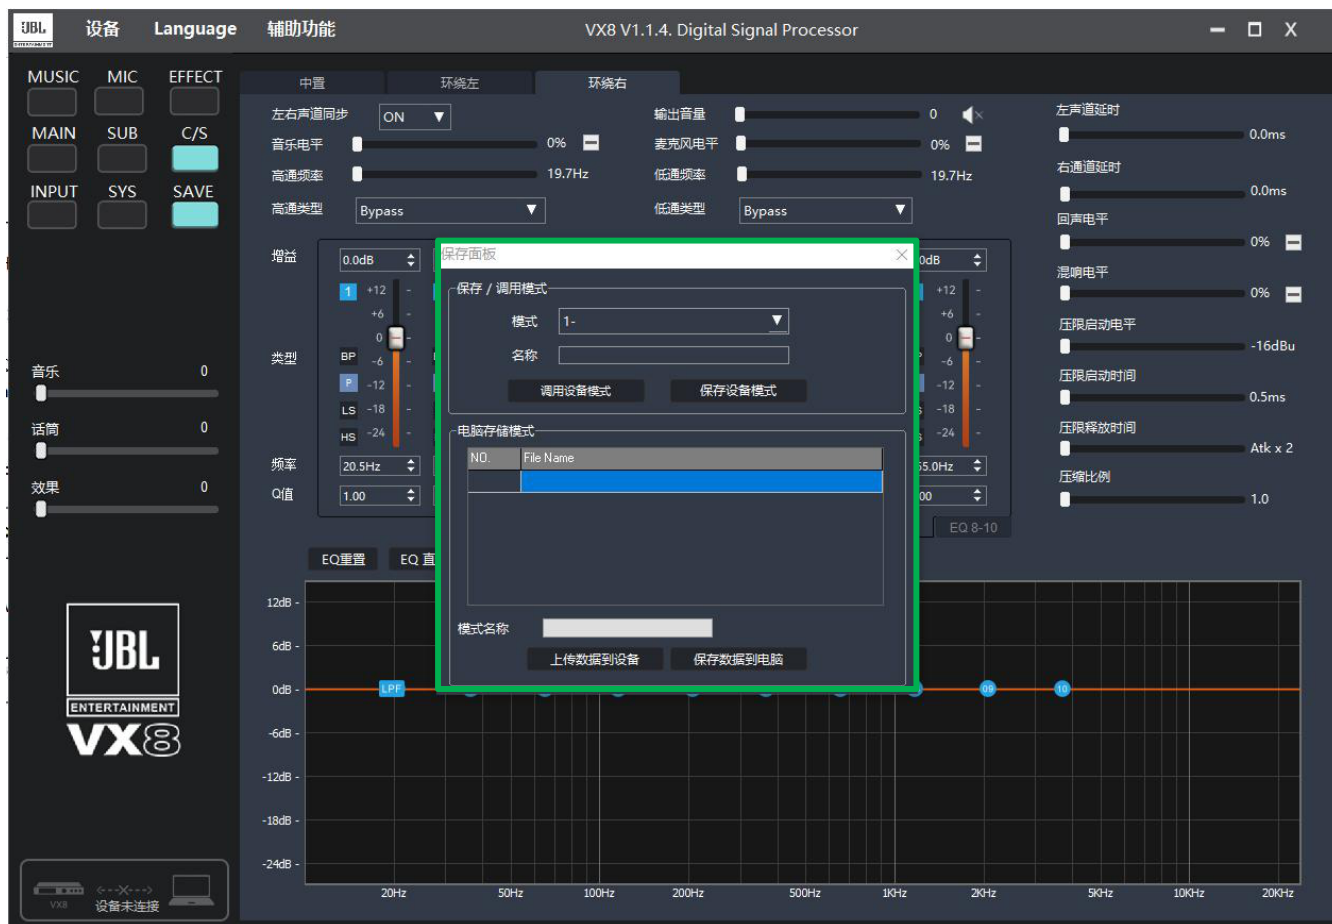 JBL 设备 Language 辅助功能 VX8 V1.1.4. Digital Signal Processor X
ENTERTAINMENT
MUSIC MIC EFFECT
MAIN SUB C/S
INPUT SYS SAVE
音乐 0
话筒 0
效果 0
JBL
ENTERTAINMENT
VX8
VX8 <---X---> 设备未连接
中置 环绕左 环绕右
左右声道同步 ON 输出音量 0
音乐电平 0% 麦克风电平 0%
高通频率 19.7Hz 低通频率 19.7Hz
高通类型 Bypass 低通类型 Bypass
左声道延时
0.0ms
右通道延时
0.0ms
回声电平
0%
混响电平
0%
压限启动电平
-16dBu
压限启动时间
0.5ms
压限释放时间
Atk x 2
压缩比例
1.0
增益 0.0dB 0dB
1 +12 - +12 -
+6 +6
0 0
类型 BP -6 -6
P -12 - -12 -
LS -18 - -18 -
HS -24 - -24 -
频率 20.5Hz 5.0Hz
Q值 1.00 00
EQ 8-10
EQ重置 EQ 直
保存面板
保存 / 调用模式
模式 1-
名称
调用设备模式 保存设备模式
电脑存储模式
NO. File Name
模式名称
上传数据到设备 保存数据到电脑
12dB -
6dB -
0dB - LPF 09 10
-6dB -
-12dB -
-18dB -
-24dB -
20Hz 50Hz 100Hz 200Hz 500Hz 1KHz 2KHz 5KHz 10KHz 20KHz